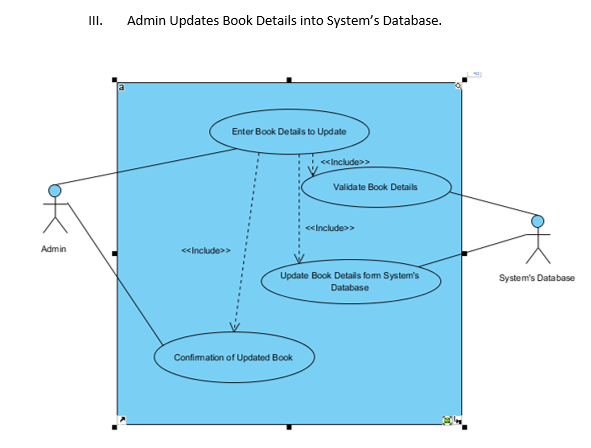 III. Admin Updates Book Details into System's Database.
a
Enter Book Details to Update
<<Include>>
Validate Book Details
<<Include>>
<<Include>>
Update Book Details form System's
Database
Confirmation of Updated Book
Admin
System's Database